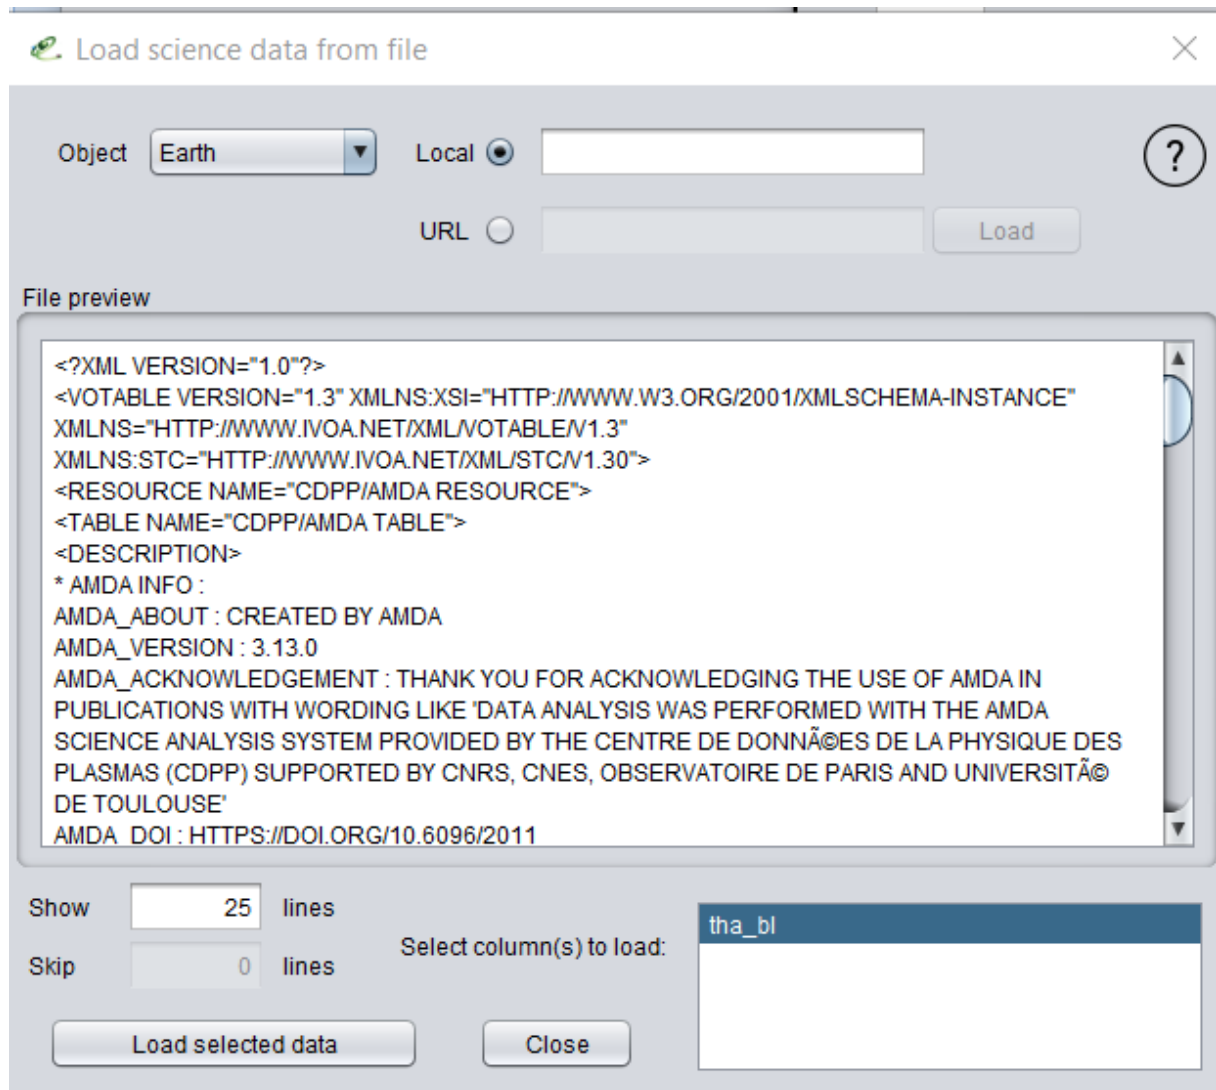 Load science data from file
Object Earth Local
?
URL Load
File preview
<?XML VERSION="1.0"?>
<VOTABLE VERSION="1.3" XMLNS:XSI="HTTP://WWW.W3.ORG/2001/XMLSCHEMA-INSTANCE"
XMLNS="HTTP://WWW.IVOA.NET/XML/VOTABLE/V1.3"
XMLNS:STC="HTTP://WWW.IVOA.NET/XML/STC/V1.30">
<RESOURCE NAME="CDPP/AMDA RESOURCE">
<TABLE NAME="CDPP/AMDA TABLE">
<DESCRIPTION>
* AMDA INFO :
AMDA_ABOUT : CREATED BY AMDA
AMDA_VERSION : 3.13.0
AMDA_ACKNOWLEDGEMENT : THANK YOU FOR ACKNOWLEDGING THE USE OF AMDA IN
PUBLICATIONS WITH WORDING LIKE 'DATA ANALYSIS WAS PERFORMED WITH THE AMDA
SCIENCE ANALYSIS SYSTEM PROVIDED BY THE CENTRE DE DONNÃ©ES DE LA PHYSIQUE DES
PLASMAS (CDPP) SUPPORTED BY CNRS, CNES, OBSERVATOIRE DE PARIS AND UNIVERSITÃ©
DE TOULOUSE'
AMDA_DOI : HTTPS://DOI.ORG/10.6096/2011
Show 25 lines
Skip 0 lines
Select column(s) to load:
tha_bl
Load selected data
Close